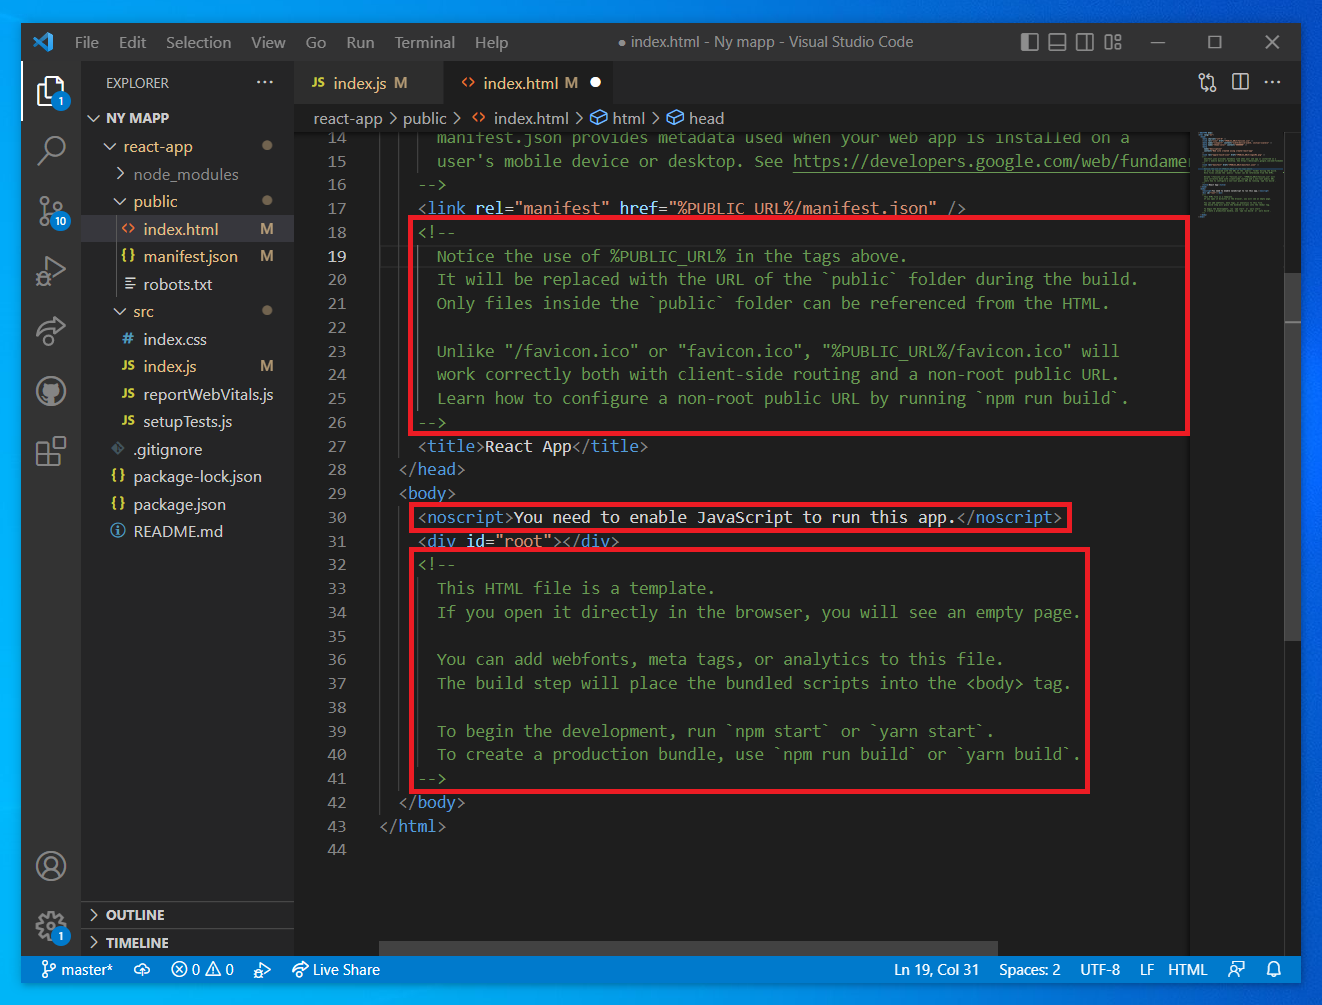 File Edit Selection View Go Run Terminal Help ● index.html - Ny mapp - Visual Studio Code
EXPLORER ···
JS index.js M <> index.html M ●
NY MAPP
react-app > public > <> index.html > html > head
react-app
node_modules
public
<> index.html M
{} manifest.json M
robots.txt
src
# index.css
JS index.js M
JS reportWebVitals.js
JS setupTests.js
.gitignore
{} package-lock.json
{} package.json
README.md
OUTLINE
TIMELINE
1
10
1
14 manifest.json provides metadata used when your web app is installed on a
15 user's mobile device or desktop. See https://developers.google.com/web/fundamer
16 -->
17 <link rel="manifest" href="%PUBLIC_URL%/manifest.json" />
18 <!--
19 Notice the use of %PUBLIC_URL% in the tags above.
20 It will be replaced with the URL of the `public` folder during the build.
21 Only files inside the `public` folder can be referenced from the HTML.
22
23 Unlike "/favicon.ico" or "favicon.ico", "%PUBLIC_URL%/favicon.ico" will
24 work correctly both with client-side routing and a non-root public URL.
25 Learn how to configure a non-root public URL by running `npm run build`.
26 -->
27 <title>React App</title>
28 </head>
29 <body>
30 <noscript>You need to enable JavaScript to run this app.</noscript>
31 <div id="root"></div>
32 <!--
33 This HTML file is a template.
34 If you open it directly in the browser, you will see an empty page.
35
36 You can add webfonts, meta tags, or analytics to this file.
37 The build step will place the bundled scripts into the <body> tag.
38
39 To begin the development, run `npm start` or `yarn start`.
40 To create a production bundle, use `npm run build` or `yarn build`.
41 -->
42 </body>
43 </html>
44
master* 0 0 Live Share Ln 19, Col 31 Spaces: 2 UTF-8 LF HTML